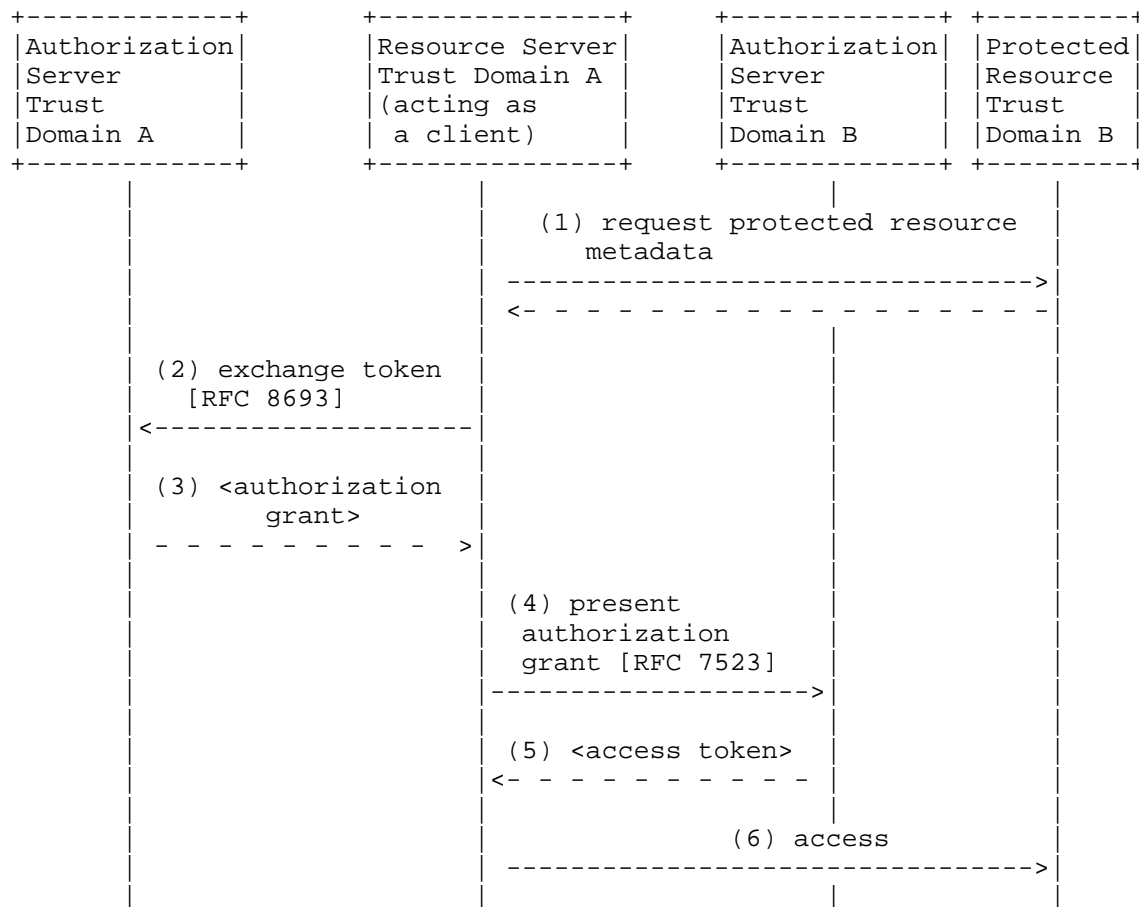 Authorization Server Trust Domain A
Resource Server Trust Domain A (acting as a client)
Authorization Server Trust Domain B
Protected Resource Trust Domain B
(1) request protected resource
metadata
(2) exchange token
[RFC 8693]
(3) <authorization
grant>
(4) present
authorization
grant [RFC 7523]
(5) <access token>
(6) access